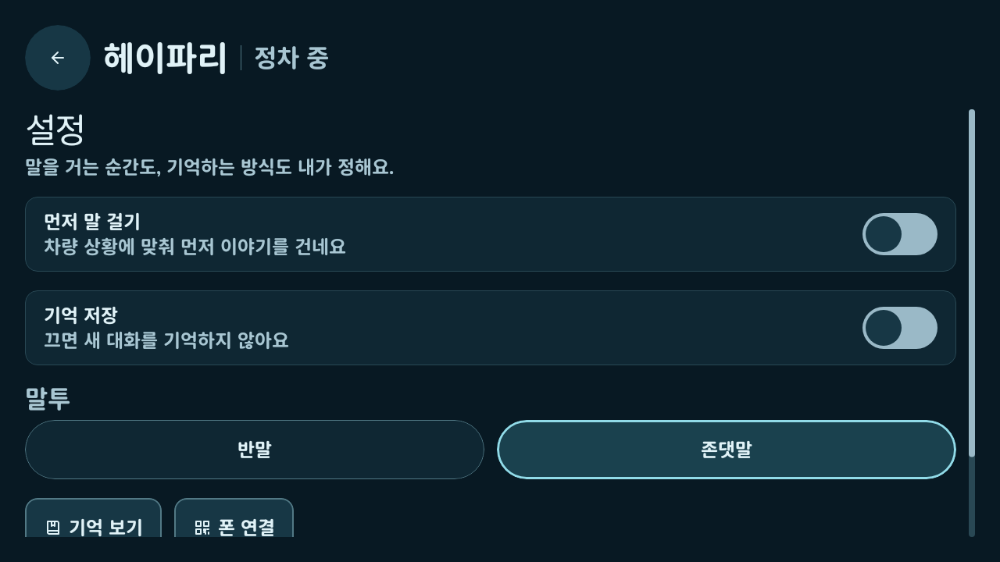 헤이파리
정차 중
설정
말을 거는 순간도, 기억하는 방식도 내가 정해요.
먼저 말 걸기
차량 상황에 맞춰 먼저 이야기를 건네요
기억 저장
끄면 새 대화를 기억하지 않아요
말투
반말
존댓말
기억 보기
폰 연결